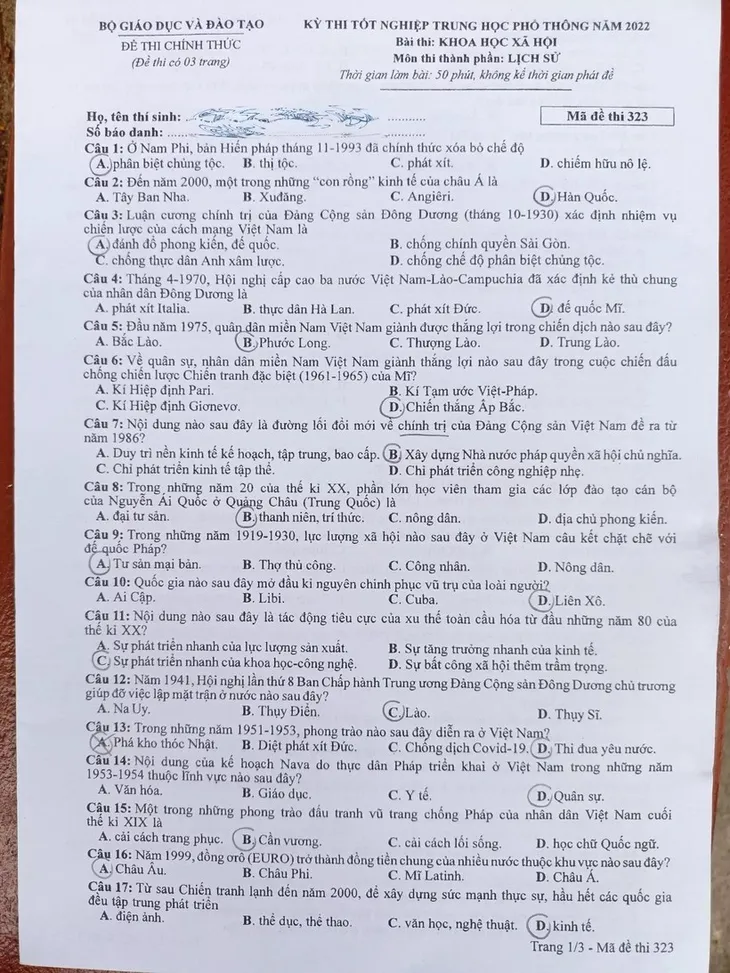 BỘ GIÁO DỤC VÀ ĐÀO TẠO
ĐỀ THI CHÍNH THỨC
(Đề thi có 03 trang)
KỲ THI TỐT NGHIỆP TRUNG HỌC PHỔ THÔNG NĂM 2022
Bài thi: KHOA HỌC XÃ HỘI
Môn thi thành phần: LỊCH SỬ
Thời gian làm bài: 50 phút, không kể thời gian phát đề
Họ, tên thí sinh:
Số báo danh:
Mã đề thi 323
Câu 1: Ở Nam Phi, bản Hiến pháp tháng 11-1993 đã chính thức xóa bỏ chế độ
A. phân biệt chủng tộc. B. thị tộc. C. phát xít. D. chiếm hữu nô lệ.
Câu 2: Đến năm 2000, một trong những “con rồng” kinh tế của châu Á là
A. Tây Ban Nha. B. Xuđăng. C. Angiêri. D. Hàn Quốc.
Câu 3: Luận cương chính trị của Đảng Cộng sản Đông Dương (tháng 10-1930) xác định nhiệm vụ
chiến lược của cách mạng Việt Nam là
A. đánh đổ phong kiến, đế quốc. B. chống chính quyền Sài Gòn.
C. chống thực dân Anh xâm lược. D. chống chế độ phân biệt chủng tộc.
Câu 4: Tháng 4-1970, Hội nghị cấp cao ba nước Việt Nam-Lào-Campuchia đã xác định kẻ thù chung
của nhân dân Đông Dương là
A. phát xít Italia. B. thực dân Hà Lan. C. phát xít Đức. D. đế quốc Mĩ.
Câu 5: Đầu năm 1975, quân dân miền Nam Việt Nam giành được thắng lợi trong chiến dịch nào sau đây?
A. Bắc Lào. B. Phước Long. C. Thượng Lào. D. Trung Lào.
Câu 6: Về quân sự, nhân dân miền Nam Việt Nam giành thắng lợi nào sau đây trong cuộc chiến đấu
chống chiến lược Chiến tranh đặc biệt (1961-1965) của Mĩ?
A. Kí Hiệp định Pari. B. Kí Tạm ước Việt-Pháp.
C. Kí Hiệp định Giơnevơ. D. Chiến thắng Ấp Bắc.
Câu 7: Nội dung nào sau đây là đường lối đổi mới về chính trị của Đảng Cộng sản Việt Nam đề ra từ
năm 1986?
A. Duy trì nền kinh tế kế hoạch, tập trung, bao cấp. B. Xây dựng Nhà nước pháp quyền xã hội chủ nghĩa.
C. Chỉ phát triển kinh tế tập thể. D. Chỉ phát triển công nghiệp nhẹ.
Câu 8: Trong những năm 20 của thế kỉ XX, phần lớn học viên tham gia các lớp đào tạo cán bộ
của Nguyễn Ái Quốc ở Quảng Châu (Trung Quốc) là
A. đại tư sản. B. thanh niên, trí thức. C. nông dân. D. địa chủ phong kiến.
Câu 9: Trong những năm 1919-1930, lực lượng xã hội nào sau đây ở Việt Nam câu kết chặt chẽ với
đế quốc Pháp?
A. Tư sản mại bản. B. Thợ thủ công. C. Công nhân. D. Nông dân.
Câu 10: Quốc gia nào sau đây mở đầu kỉ nguyên chinh phục vũ trụ của loài người?
A. Ai Cập. B. Libi. C. Cuba. D. Liên Xô.
Câu 11: Nội dung nào sau đây là tác động tiêu cực của xu thế toàn cầu hóa từ đầu những năm 80 của
thế kỉ XX?
A. Sự phát triển nhanh của lực lượng sản xuất. B. Sự tăng trưởng nhanh của kinh tế.
C. Sự phát triển nhanh của khoa học-công nghệ. D. Sự bất công xã hội thêm trầm trọng.
Câu 12: Năm 1941, Hội nghị lần thứ 8 Ban Chấp hành Trung ương Đảng Cộng sản Đông Dương chủ trương
giúp đỡ việc lập mặt trận ở nước nào sau đây?
A. Na Uy. B. Thụy Điển. C. Lào. D. Thụy Sĩ.
Câu 13: Trong những năm 1951-1953, phong trào nào sau đây diễn ra ở Việt Nam?
A. Phá kho thóc Nhật. B. Diệt phát xít Đức. C. Chống dịch Covid-19. D. Thi đua yêu nước.
Câu 14: Nội dung của kế hoạch Nava do thực dân Pháp triển khai ở Việt Nam trong những năm
1953-1954 thuộc lĩnh vực nào sau đây?
A. Văn hóa. B. Giáo dục. C. Y tế. D. Quân sự.
Câu 15: Một trong những phong trào đấu tranh vũ trang chống Pháp của nhân dân Việt Nam cuối
thế kỉ XIX là
A. cải cách trang phục. B. Cần vương. C. cải cách lối sống. D. học chữ Quốc ngữ.
Câu 16: Năm 1999, đồng ơrô (EURO) trở thành đồng tiền chung của nhiều nước thuộc khu vực nào sau đây?
A. Châu Âu. B. Châu Phi. C. Mĩ Latinh. D. Châu Á.
Câu 17: Từ sau Chiến tranh lạnh đến năm 2000, để xây dựng sức mạnh thực sự, hầu hết các quốc gia
đều tập trung phát triển
A. điện ảnh. B. thể dục, thể thao. C. văn học, nghệ thuật. D. kinh tế.
Trang 1/3 - Mã đề thi 323